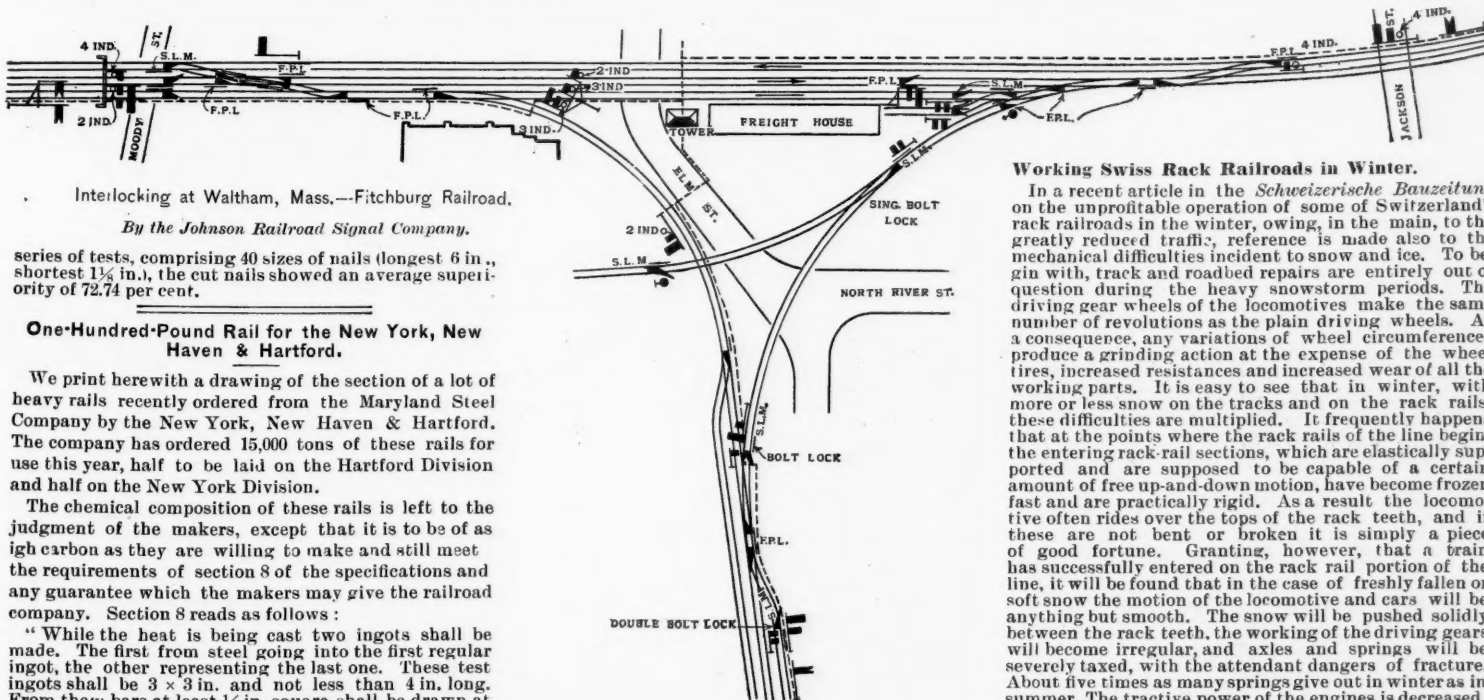 4 IND.
ST.
S.L.M.
F.P.L
F.P.L
2 IND.
MOODY
F.P.L.
2 IND
3 IND
3 IND.
TOWER
FREIGHT HOUSE
F.P.L.
S.L.M.
F.P.L.
F.P.L
4 IND.
ST.
4 IND.
JACKSON
S.L.M.
ELM ST.
SING. BOLT
LOCK
2 IND
S.L.M
NORTH RIVER ST.
S.L.M.
BOLT LOCK
F.P.L.
S.L.M.
DOUBLE BOLT LOCK
Interlocking at Waltham, Mass.--Fitchburg Railroad.
By the Johnson Railroad Signal Company.
series of tests, comprising 40 sizes of nails (longest 6 in.,
shortest 1⅛ in.), the cut nails showed an average superi-
ority of 72.74 per cent.
One-Hundred-Pound Rail for the New York, New
Haven & Hartford.
We print herewith a drawing of the section of a lot of
heavy rails recently ordered from the Maryland Steel
Company by the New York, New Haven & Hartford.
The company has ordered 15,000 tons of these rails for
use this year, half to be laid on the Hartford Division
and half on the New York Division.
The chemical composition of these rails is left to the
judgment of the makers, except that it is to be of as
igh carbon as they are willing to make and still meet
the requirements of section 8 of the specifications and
any guarantee which the makers may give the railroad
company. Section 8 reads as follows :
" While the heat is being cast two ingots shall be
made. The first from steel going into the first regular
ingot, the other representing the last one. These test
ingots shall be 3 × 3 in. and not less than 4 in. long.
Working Swiss Rack Railroads in Winter.
In a recent article in the Schweizerische Bauzeitun
on the unprofitable operation of some of Switzerland'
rack railroads in the winter, owing, in the main, to th
greatly reduced traffic, reference is made also to th
mechanical difficulties incident to snow and ice. To be
gin with, track and roadbed repairs are entirely out o
question during the heavy snowstorm periods. Th
driving gear wheels of the locomotives make the sam
number of revolutions as the plain driving wheels. A
a consequence, any variations of wheel circumference
produce a grinding action at the expense of the whee
tires, increased resistances and increased wear of all th
working parts. It is easy to see that in winter, wit
more or less snow on the tracks and on the rack rails
these difficulties are multiplied. It frequently happen
that at the points where the rack rails of the line begin
the entering rack-rail sections, which are elastically sup
ported and are supposed to be capable of a certain
amount of free up-and-down motion, have become frozen
fast and are practically rigid. As a result the locomo
tive often rides over the tops of the rack teeth, and i
these are not bent or broken it is simply a piece
of good fortune. Granting, however, that a train
has successfully entered on the rack rail portion of the
line, it will be found that in the case of freshly fallen or
soft snow the motion of the locomotive and cars will be
anything but smooth. The snow will be pushed solidly
between the rack teeth, the working of the driving gear
will become irregular, and axles and springs will be
severely taxed, with the attendant dangers of fracture
About five times as many springs give out in winter as in
summer. The tractive power of the engines is decreased